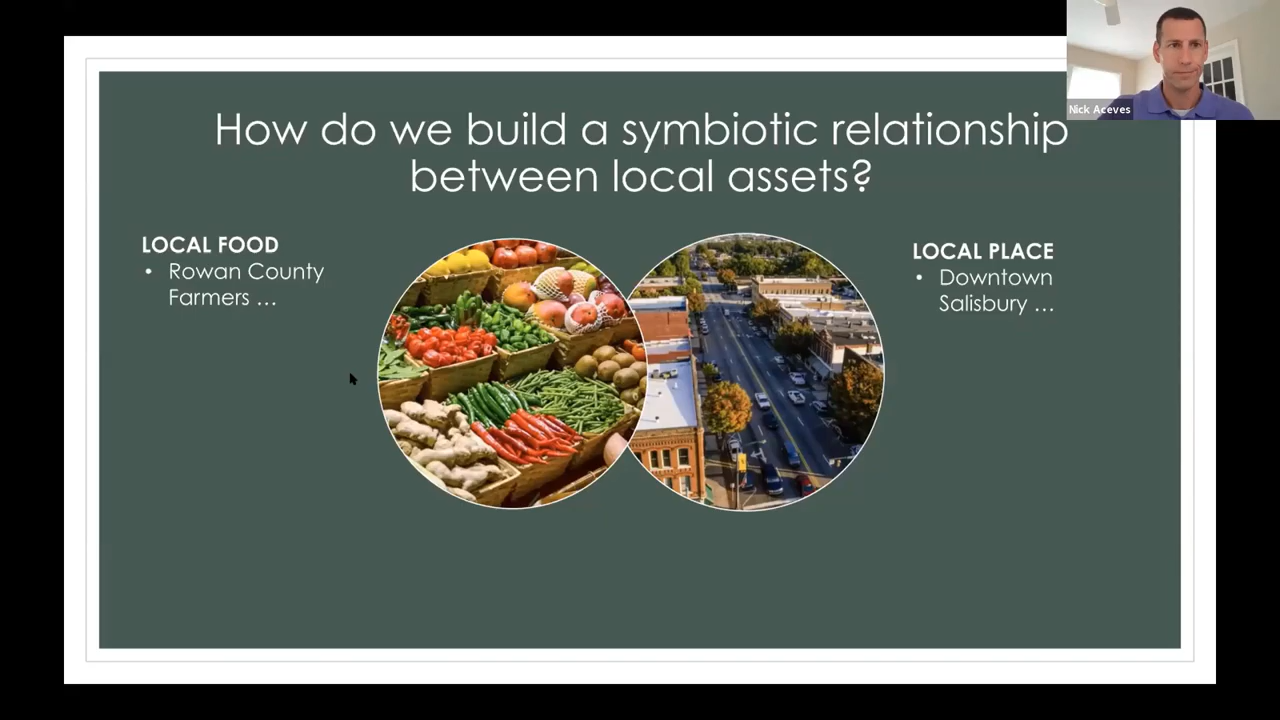 Nick Aceves
How do we build a symbiotic relationship
between local assets?
LOCAL FOOD
• Rowan County
Farmers ...
LOCAL PLACE
• Downtown
Salisbury ...